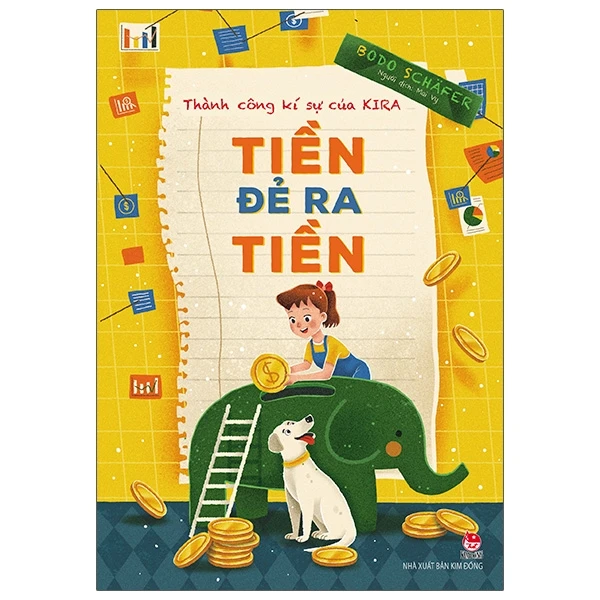 BODO SCHÄFER
Người dịch: Mai Vy
Thành công kí sự của KIRA
TIỀN
ĐẺ RA
TIỀN
NHÀ XUẤT BẢN KIM ĐỒNG